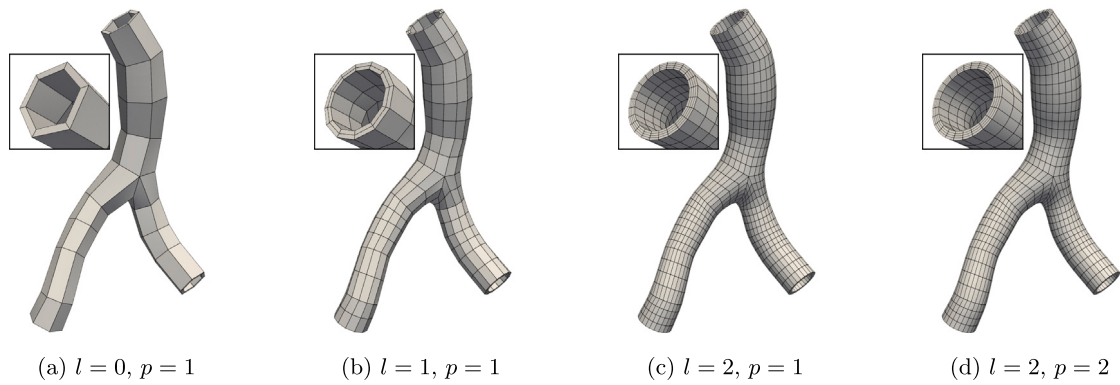 (a) l = 0, p = 1
(b) l = 1, p = 1
(c) l = 2, p = 1
(d) l = 2, p = 2